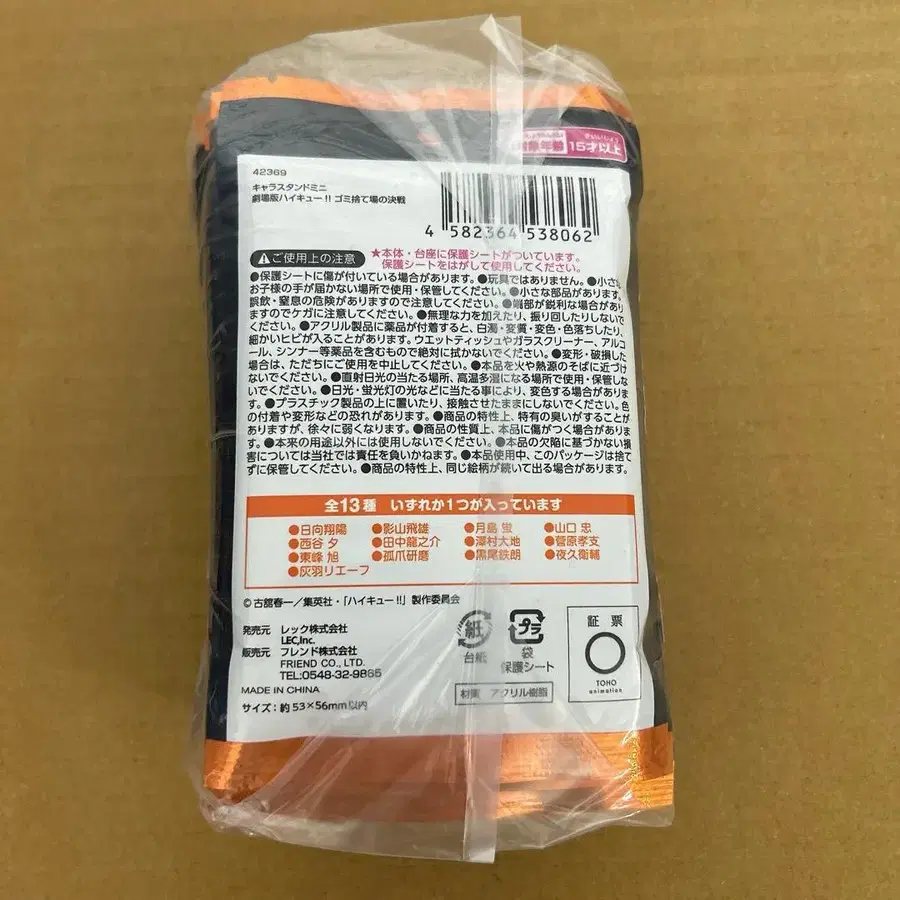 対象年齢 15才以上
42369
キャラスタンドミニ
劇場版ハイキュー!! ゴミ捨て場の決戦
4 582364 538062
ご使用上の注意
★本体・台座に保護シートがついています。
保護シートをはがして使用してください。
●保護シートに傷が付いている場合があります。●玩具ではありません。●小さな
お子様の手が届かない場所で使用・保管してください。●小さな部品があります。
誤飲・窒息の危険がありますので注意してください。●端部が鋭利な場合があり
ますのでケガに注意してください。●無理な力を加えたり、振り回したりしないで
ください。●アクリル製品に薬品が付着すると、白濁・変質・変色・色落ちしたり、
細かいヒビが入ることがあります。ウエットティッシュやガラスクリーナー、アルコ
ール、シンナー等薬品を含むもので絶対に拭かないでください。●変形・破損した
場合は、ただちにご使用を中止してください。●本品を火や熱源のそばに近づけ
ないでください。●直射日光の当たる場所、高温多湿になる場所で使用・保管しな
いでください。●日光・蛍光灯の光などに当たる事により、変色する場合がありま
す。●プラスチック製品の上に置いたり、接触させたままにしないでください。色
の付着や変形などの恐れがあります。●商品の特性上、特有の臭いがすることが
ありますが、徐々に弱くなります。●商品の性質上、本品に傷がつく場合がありま
す。●本来の用途以外には使用しないでください。●本品の欠陥に基づかない損
害については当社では責任を負いかねます。●本品使用中、このパッケージは捨て
ずに保管してください。●商品の特性上、同じ絵柄が続いて出る場合があります。
全13種 いずれか1つが入っています
●日向翔陽 ●影山飛雄 ●月島 蛍 ●山口 忠
●西谷 夕 ●田中龍之介 ●澤村大地 ●菅原孝支
●東峰 旭 ●孤爪研磨 ●黒尾鉄朗 ●夜久衛輔
●灰羽リエーフ
© 古舘春一／集英社・「ハイキュー!!」製作委員会
発売元 レック株式会社
LEC,Inc.
販売元 フレンド株式会社
FRIEND CO., LTD.
TEL:0548-32-9865
MADE IN CHINA
サイズ：約 53×56mm以内
紙
台紙
プラ
袋
保護シート
材質 アクリル樹脂
証票
TOHO
animation